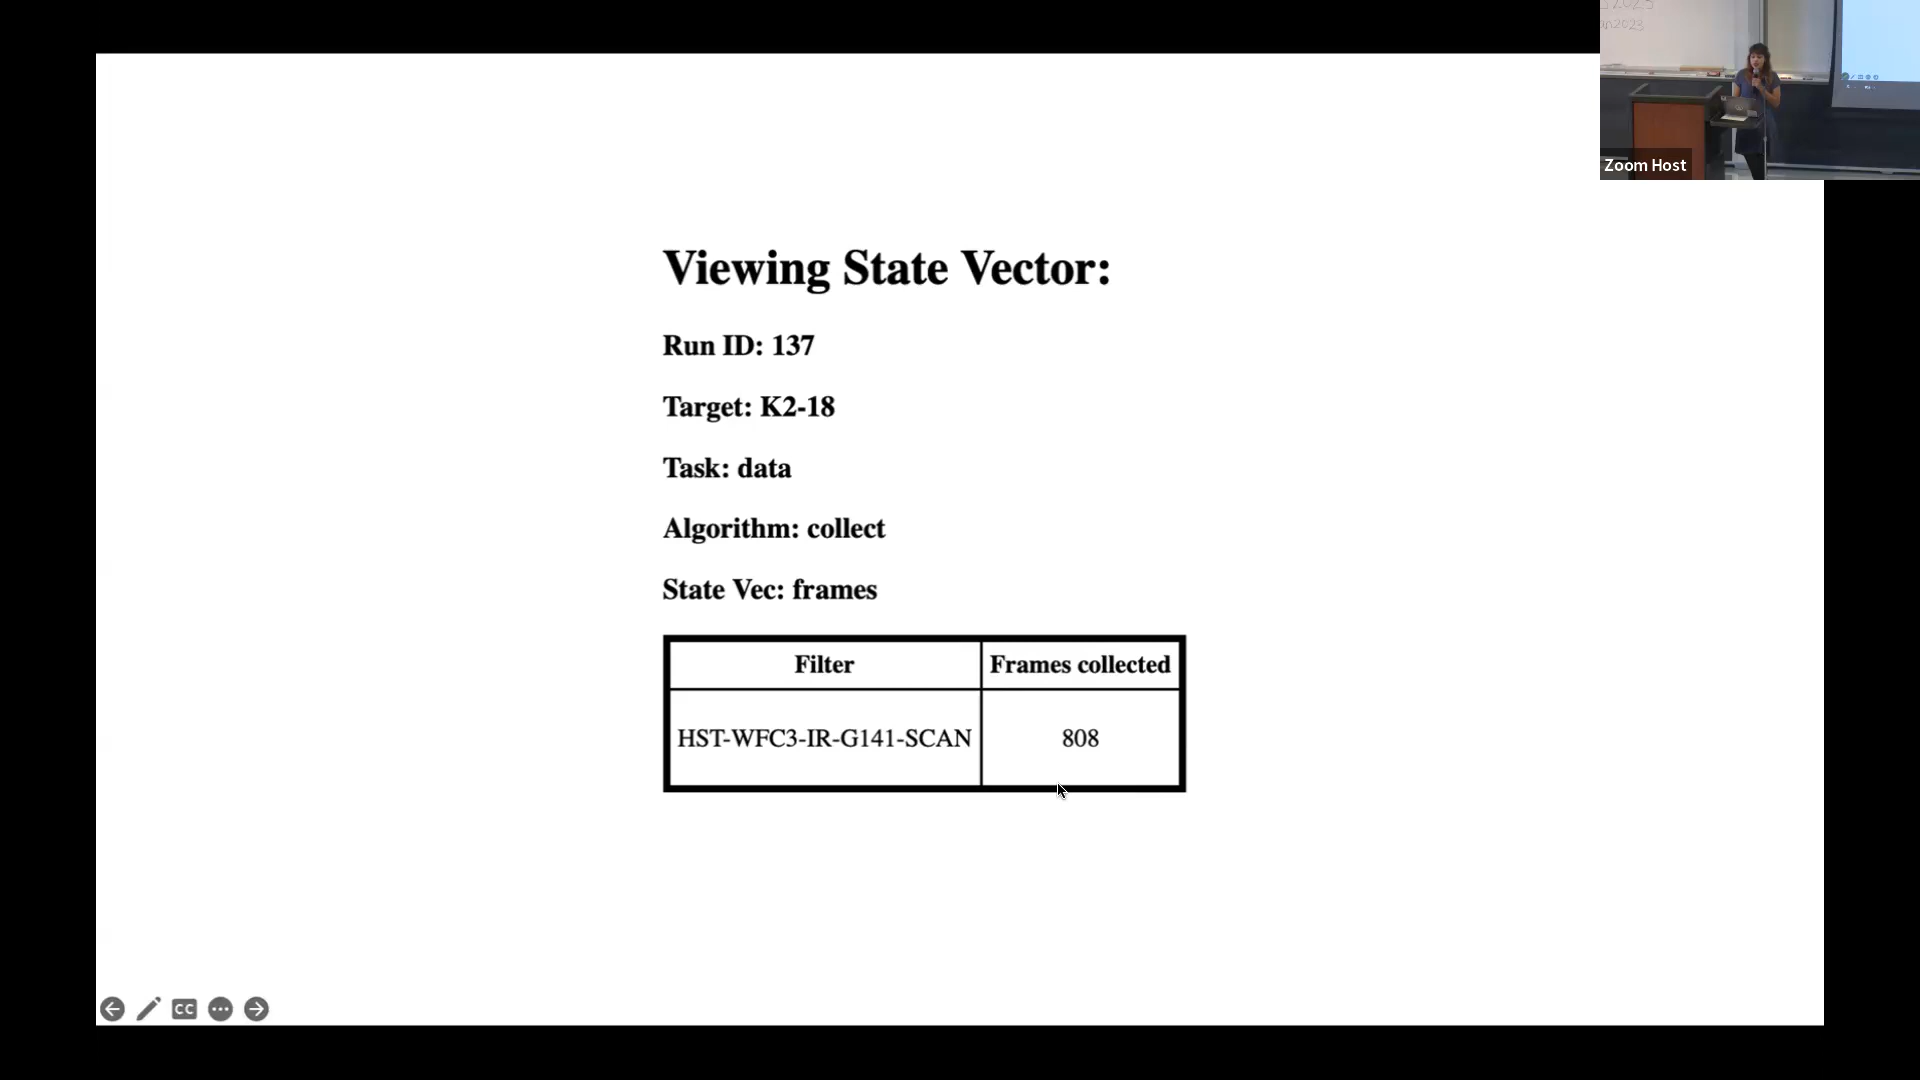 Viewing State Vector:
Run ID: 137
Target: K2-18
Task: data
Algorithm: collect
State Vec: frames
Filter Frames collected
HST-WFC3-IR-G141-SCAN 808
Zoom Host
CC